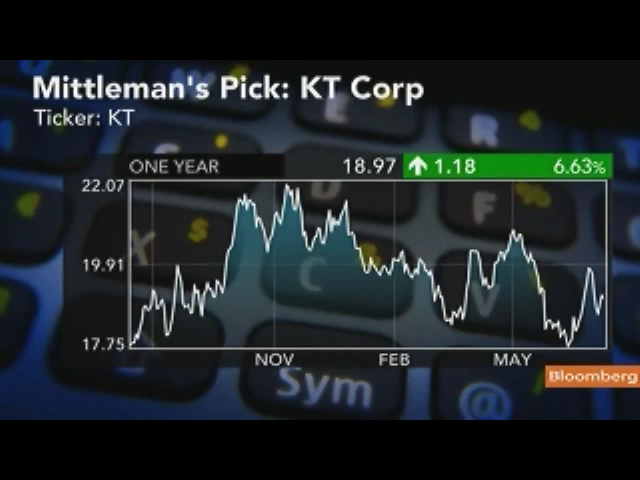 Mittleman's Pick: KT Corp
Ticker: KT
ONE YEAR 18.97 1.18 6.63%
22.07
19.91
17.75
NOV FEB MAY
Bloomberg
W
E
R
D
F
%
X
$
C
V
Sym
@